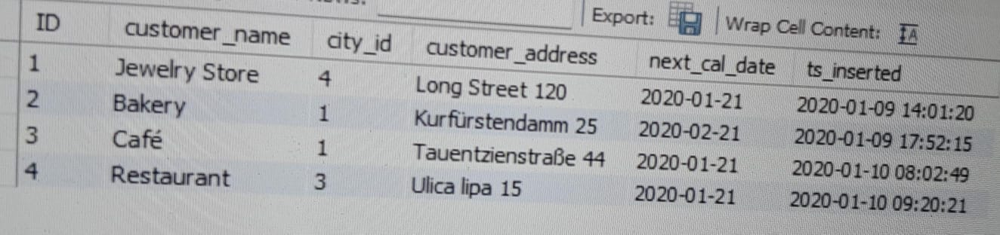 Export: Wrap Cell Content: IA
ID customer_name city_id customer_address next_cal_date ts_inserted
1 Jewelry Store 4 Long Street 120 2020-01-21 2020-01-09 14:01:20
2 Bakery 1 Kurfürstendamm 25 2020-02-21 2020-01-09 17:52:15
3 Café 1 Tauentzienstraße 44 2020-01-21 2020-01-10 08:02:49
4 Restaurant 3 Ulica lipa 15 2020-01-21 2020-01-10 09:20:21